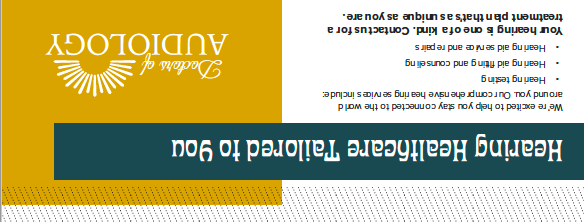 Hearing Healthcare Tailored to You
We're excited to help you stay connected to the world
around you. Our comprehensive hearing services include:
• Hearing testing
• Hearing aid fitting and counseling
• Hearing aid service and repairs
Your hearing is one of a kind. Contact us for a
treatment plan that's as unique as you are.
Doctors of
AUDIOLOGY